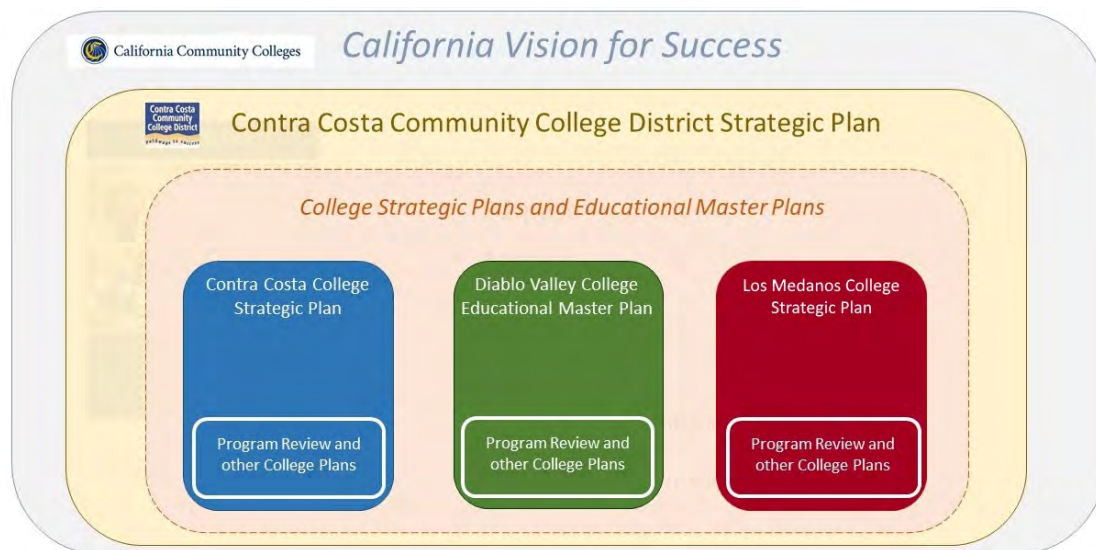 California Community Colleges
California Vision for Success
Contra Costa
Community
College District
pathways to success
Contra Costa Community College District Strategic Plan
College Strategic Plans and Educational Master Plans
Contra Costa College
Strategic Plan
Diablo Valley College
Educational Master Plan
Los Medanos College
Strategic Plan
Program Review and
other College Plans
Program Review and
other College Plans
Program Review and
other College Plans